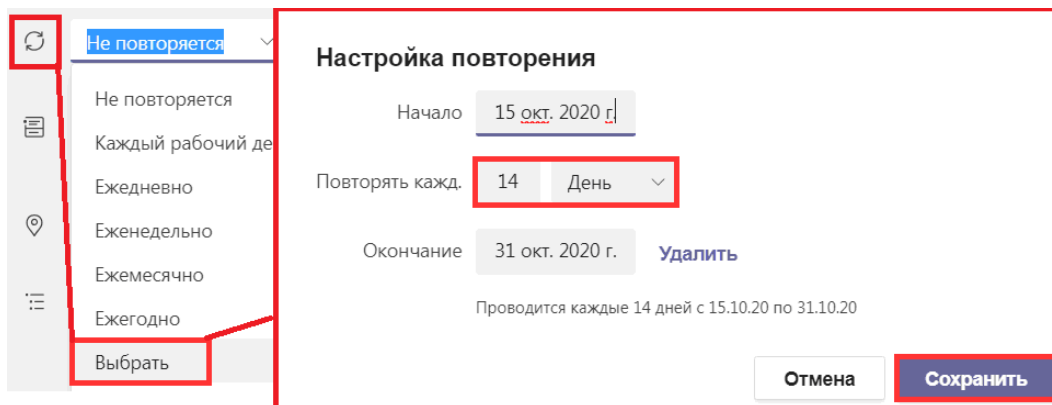 Не повторяется
Не повторяется
Каждый рабочий де
Ежедневно
Еженедельно
Ежемесячно
Ежегодно
Выбрать
Настройка повторения
Начало 15 окт. 2020 г.
Повторять кажд. 14 День
Окончание 31 окт. 2020 г. Удалить
Проводится каждые 14 дней с 15.10.20 по 31.10.20
Отмена Сохранить